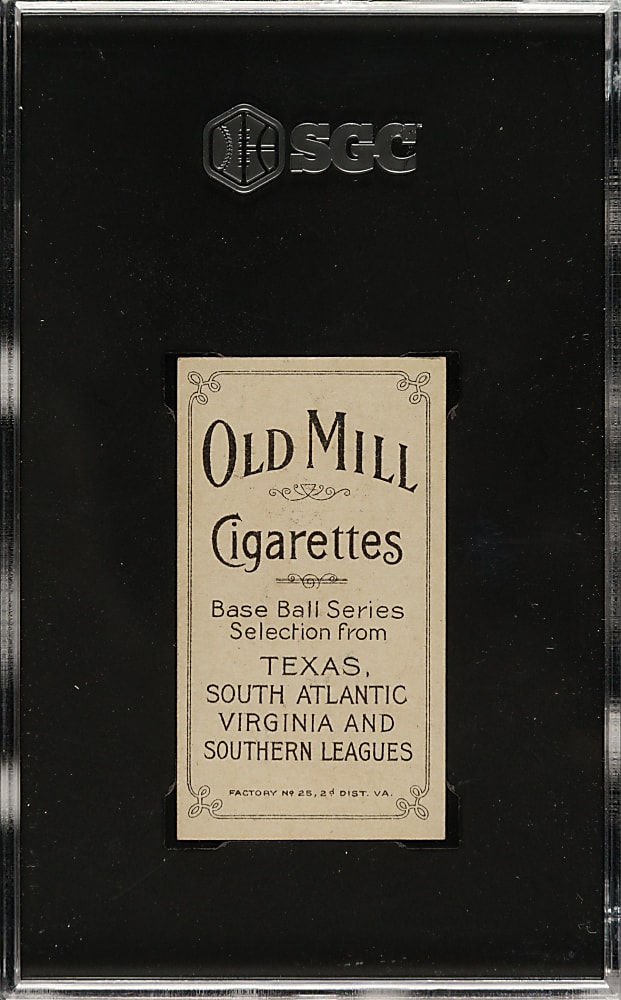 SGC
OLD MILL
Cigarettes
Base Ball Series
Selection from
TEXAS,
SOUTH ATLANTIC
VIRGINIA AND
SOUTHERN LEAGUES
FACTORY Nº 25, 2d DIST. VA.